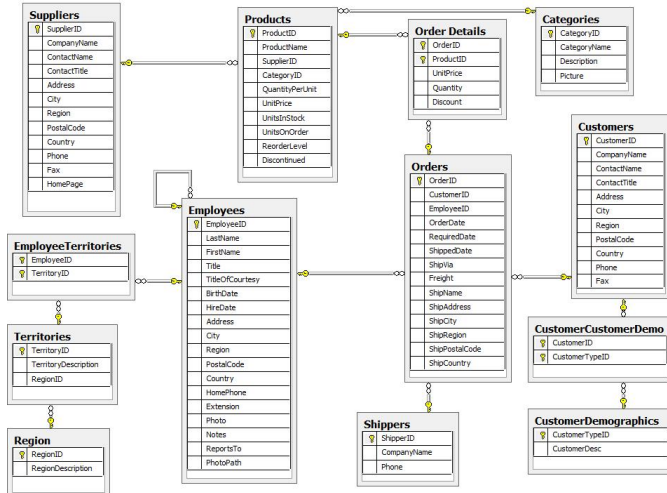 Suppliers
SupplierID
CompanyName
ContactName
ContactTitle
Address
City
Region
PostalCode
Country
Phone
Fax
HomePage
Products
ProductID
ProductName
SupplierID
CategoryID
QuantityPerUnit
UnitPrice
UnitsInStock
UnitsOnOrder
ReorderLevel
Discontinued
Order Details
OrderID
ProductID
UnitPrice
Quantity
Discount
Categories
CategoryID
CategoryName
Description
Picture
Customers
CustomerID
CompanyName
ContactName
ContactTitle
Address
City
Region
PostalCode
Country
Phone
Fax
Orders
OrderID
CustomerID
EmployeeID
OrderDate
RequiredDate
ShippedDate
ShipVia
Freight
ShipName
ShipAddress
ShipCity
ShipRegion
ShipPostalCode
ShipCountry
Employees
EmployeeID
LastName
FirstName
Title
TitleOfCourtesy
BirthDate
HireDate
Address
City
Region
PostalCode
Country
HomePhone
Extension
Photo
Notes
ReportsTo
PhotoPath
EmployeeTerritories
EmployeeID
TerritoryID
Territories
TerritoryID
TerritoryDescription
RegionID
Region
RegionID
RegionDescription
Shippers
ShipperID
CompanyName
Phone
CustomerCustomerDemo
CustomerID
CustomerTypeID
CustomerDemographics
CustomerTypeID
CustomerDesc